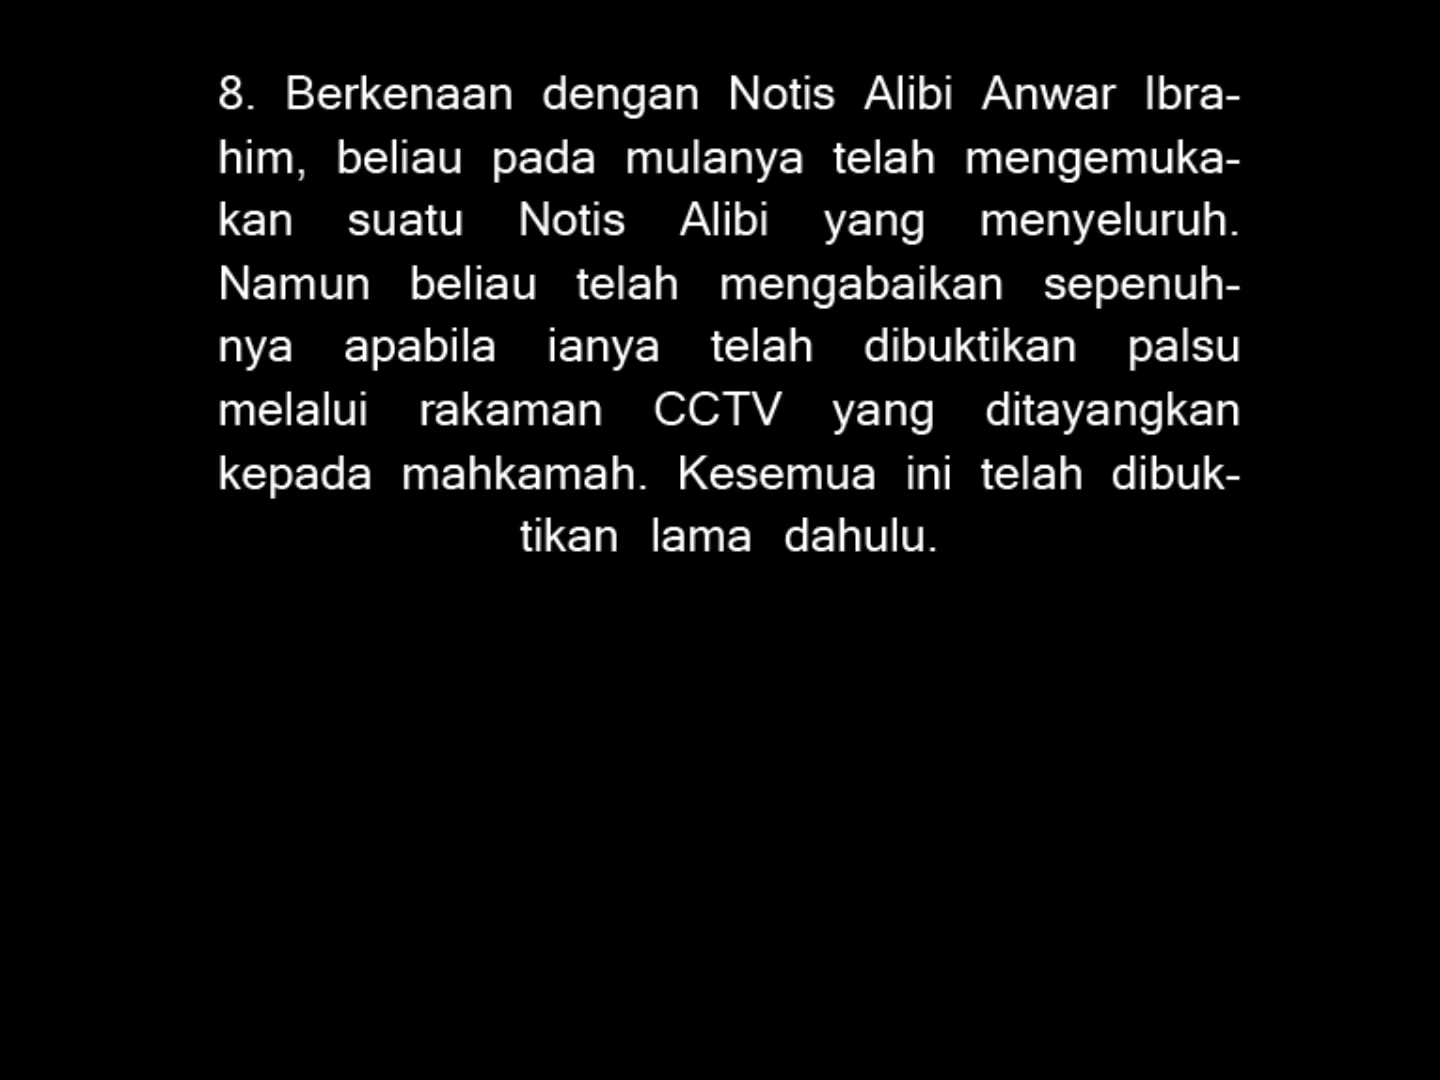 8. Berkenaan dengan Notis Alibi Anwar Ibra-
him, beliau pada mulanya telah mengemuka-
kan suatu Notis Alibi yang menyeluruh.
Namun beliau telah mengabaikan sepenuh-
nya apabila ianya telah dibuktikan palsu
melalui rakaman CCTV yang ditayangkan
kepada mahkamah. Kesemua ini telah dibuk-
tikan lama dahulu.